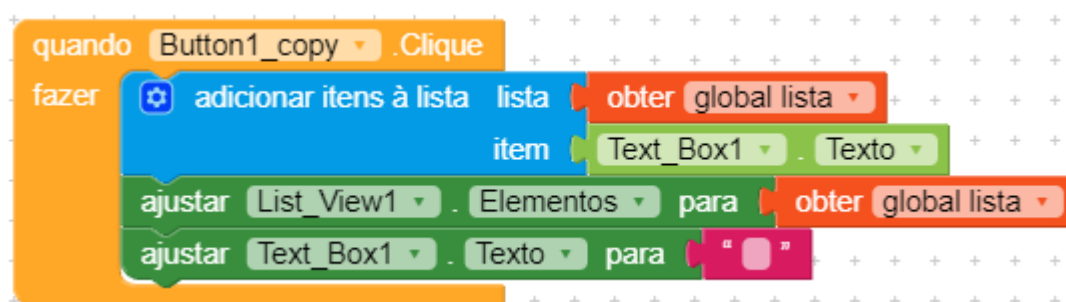 quando Button1_copy .Clique
fazer adicionar itens à lista lista obter global lista
item Text_Box1 . Texto
ajustar List_View1 . Elementos para obter global lista
ajustar Text_Box1 . Texto para “ ”